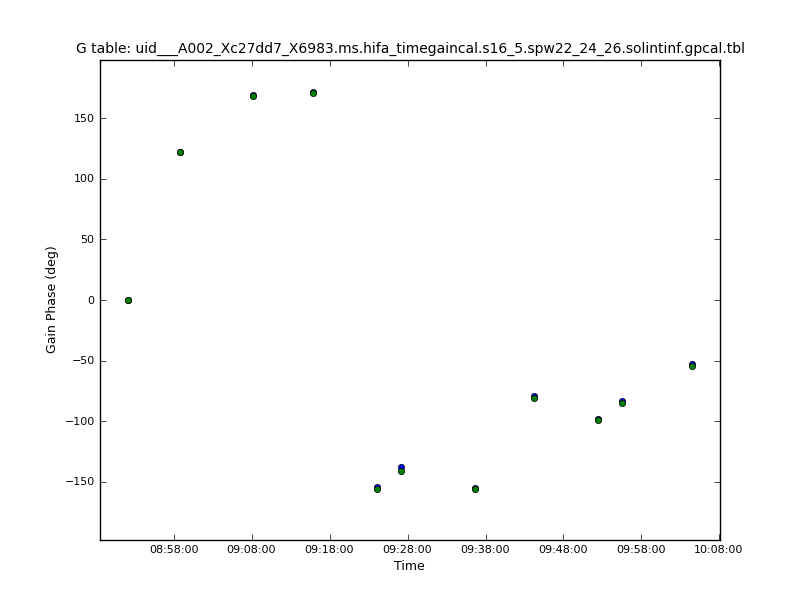 G table: uid___A002_Xc27dd7_X6983.ms.hifa_timegaincal.s16_5.spw22_24_26.solintinf.gpcal.tbl
150
100
50
0
−50
−100
−150
Gain Phase (deg)
08:58:00 09:08:00 09:18:00 09:28:00 09:38:00 09:48:00 09:58:00 10:08:00
Time